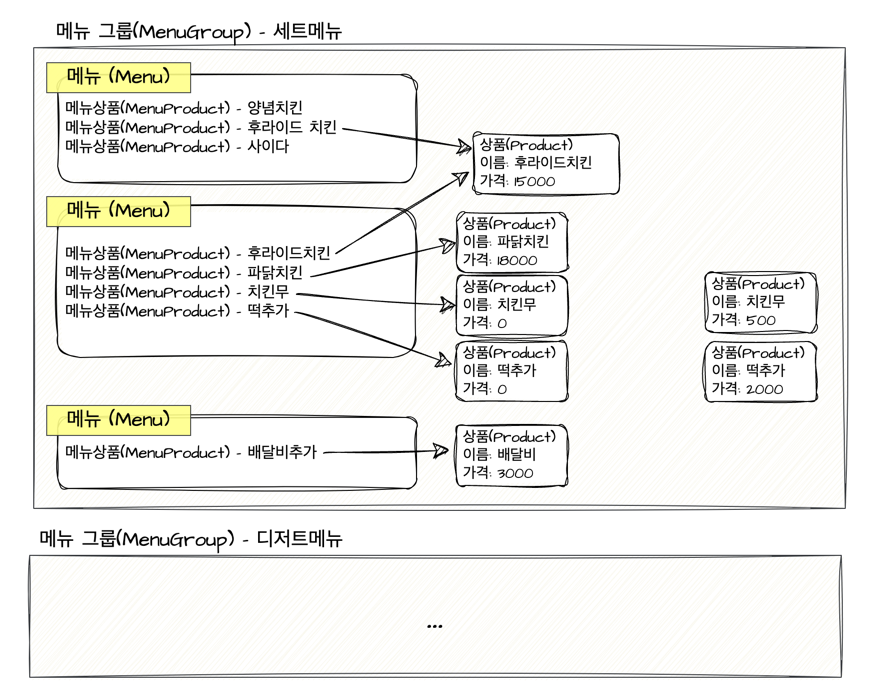 메뉴 그룹(MenuGroup) - 세트메뉴
메뉴 (Menu)
메뉴상품(MenuProduct) - 양념치킨
메뉴상품(MenuProduct) - 후라이드 치킨
메뉴상품(MenuProduct) - 사이다
상품(Product)
이름: 후라이드치킨
가격: 15000
메뉴 (Menu)
메뉴상품(MenuProduct) - 후라이드치킨
메뉴상품(MenuProduct) - 파닭치킨
메뉴상품(MenuProduct) - 치킨무
메뉴상품(MenuProduct) - 떡추가
상품(Product)
이름: 파닭치킨
가격: 18000
상품(Product)
이름: 치킨무
가격: 0
상품(Product)
이름: 떡추가
가격: 0
상품(Product)
이름: 치킨무
가격: 500
상품(Product)
이름: 떡추가
가격: 2000
메뉴 (Menu)
메뉴상품(MenuProduct) - 배달비추가
상품(Product)
이름: 배달비
가격: 3000
메뉴 그룹(MenuGroup) - 디저트메뉴
...